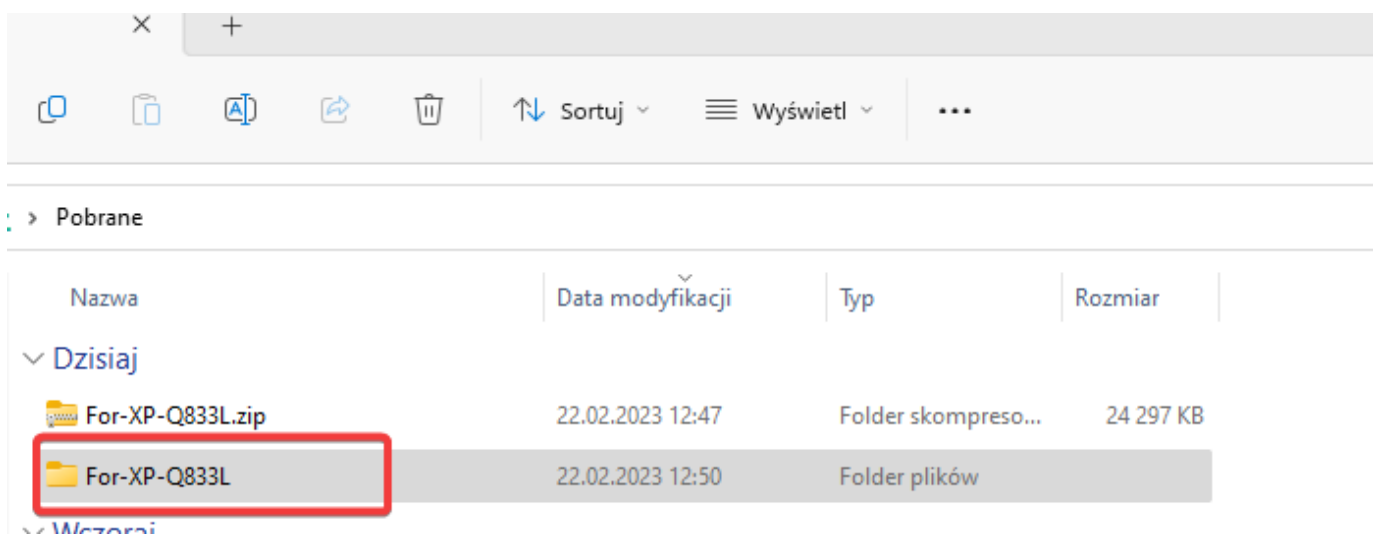 Sortuj Wyświetl
Pobrane
Nazwa Data modyfikacji Typ Rozmiar
Dzisiaj
For-XP-Q833L.zip 22.02.2023 12:47 Folder skompreso... 24 297 KB
For-XP-Q833L 22.02.2023 12:50 Folder plików
Wczoraj